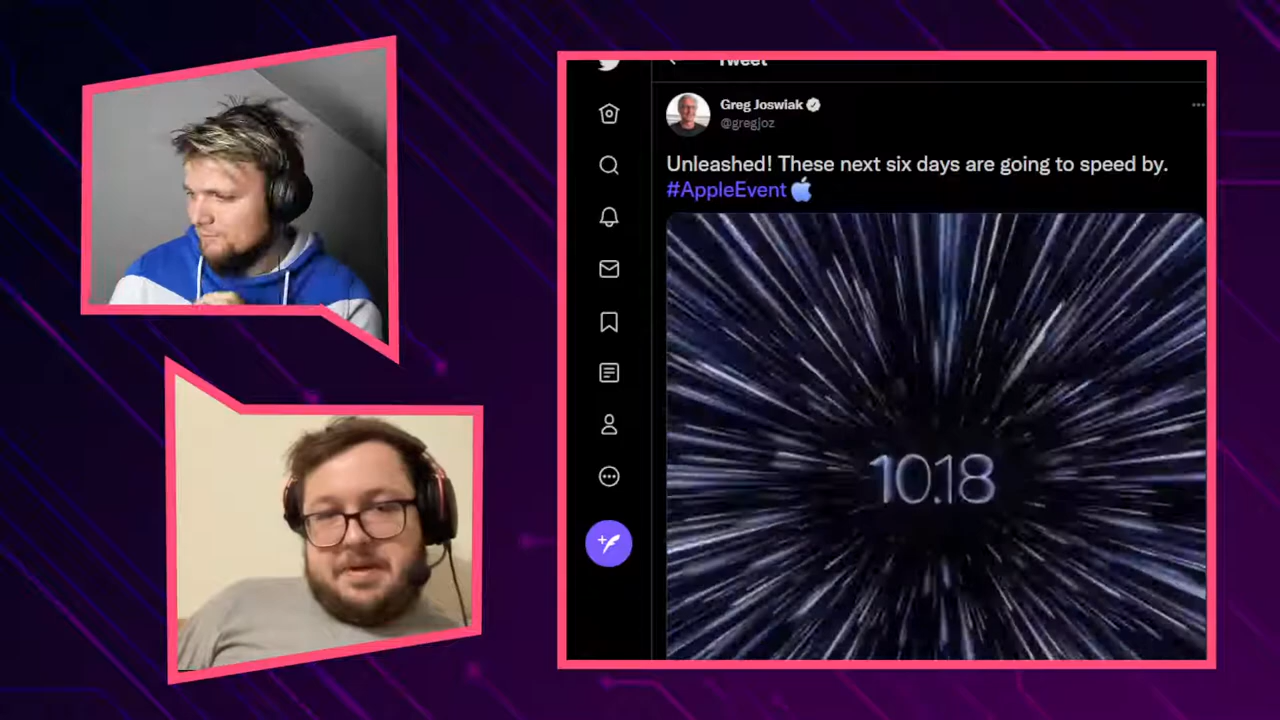 Tweet
Greg Joswiak
@gregjoz
Unleashed! These next six days are going to speed by.
#AppleEvent
10.18